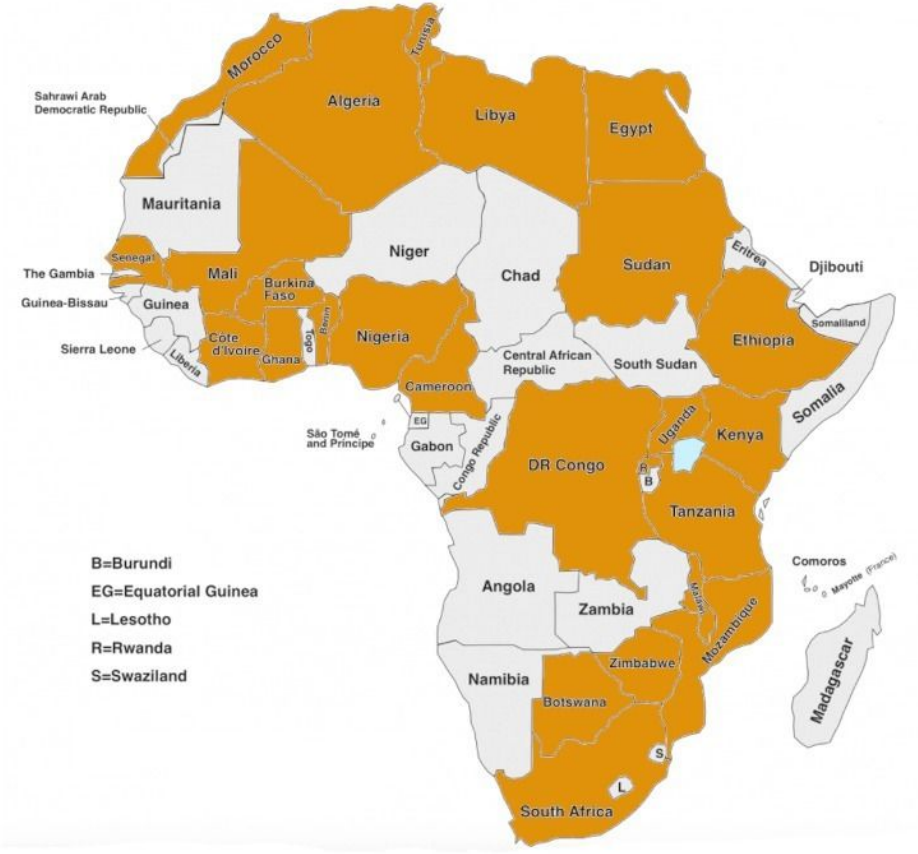 Tunisia
Morocco
Algeria
Libya
Egypt
Sahrawi Arab
Democratic Republic
Mauritania
Niger
Chad
Sudan
Eritrea
Djibouti
Senegal
The Gambia
Mali
Burkina
Faso
Guinea-Bissau
Guinea
Benin
Nigeria
Somaliland
Ethiopia
Sierra Leone
Liberia
Côte
d'Ivoire
Ghana
Togo
Central African
Republic
South Sudan
Somalia
Cameroon
São Tomé
and Príncipe
EG
Gabon
Congo Republic
DR Congo
Uganda
Kenya
R
B
Tanzania
B=Burundi
EG=Equatorial Guinea
L=Lesotho
R=Rwanda
S=Swaziland
Angola
Zambia
Malawi
Mozambique
Comoros
Mayotte (France)
Namibia
Zimbabwe
Botswana
Madagascar
S
L
South Africa